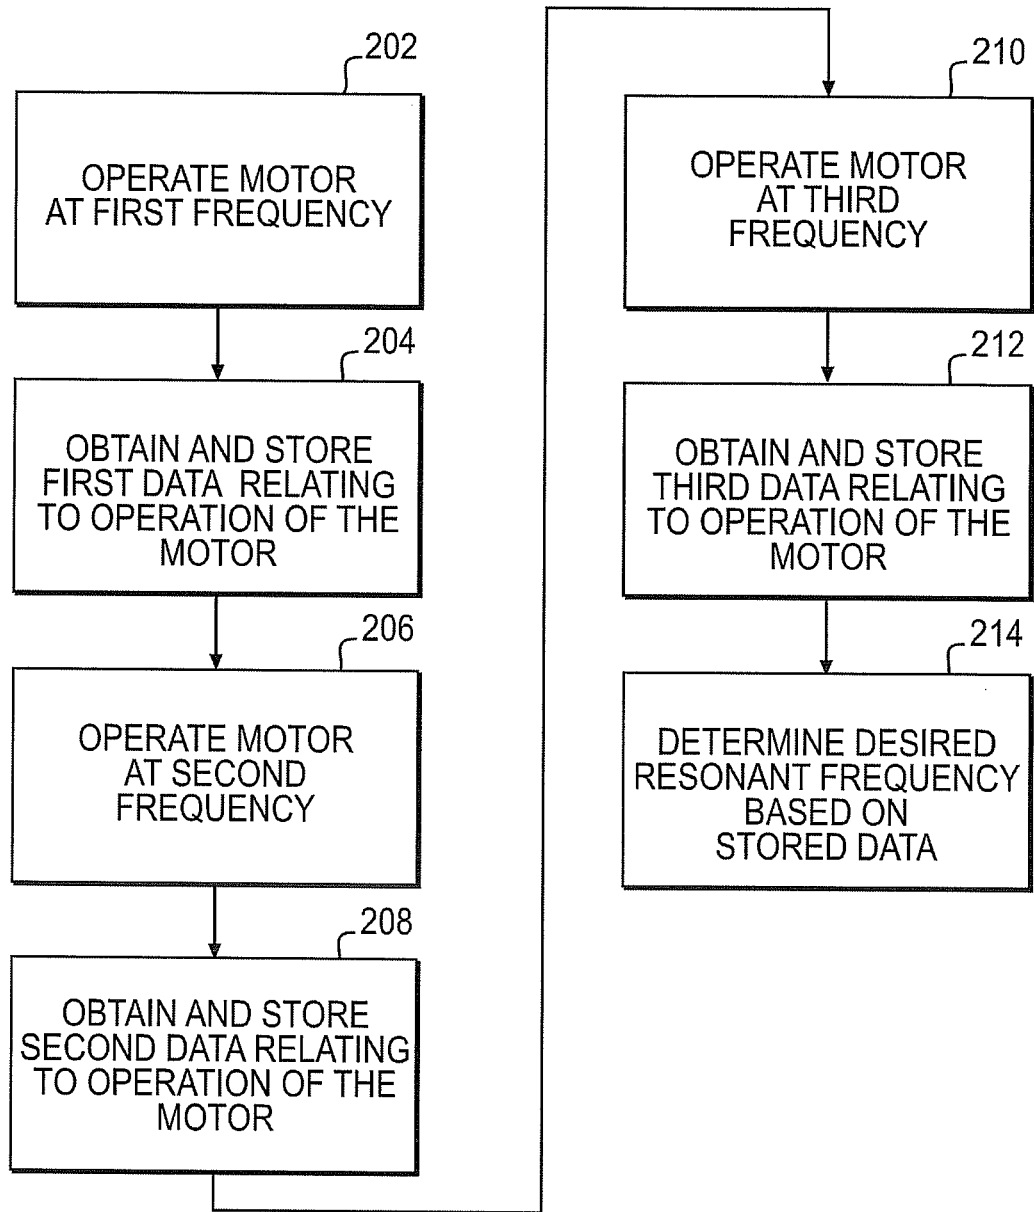 202
OPERATE MOTOR
AT FIRST FREQUENCY
204
OBTAIN AND STORE
FIRST DATA RELATING
TO OPERATION OF THE
MOTOR
206
OPERATE MOTOR
AT SECOND
FREQUENCY
208
OBTAIN AND STORE
SECOND DATA RELATING
TO OPERATION OF THE
MOTOR
210
OPERATE MOTOR
AT THIRD
FREQUENCY
212
OBTAIN AND STORE
THIRD DATA RELATING
TO OPERATION OF THE
MOTOR
214
DETERMINE DESIRED
RESONANT FREQUENCY
BASED ON
STORED DATA